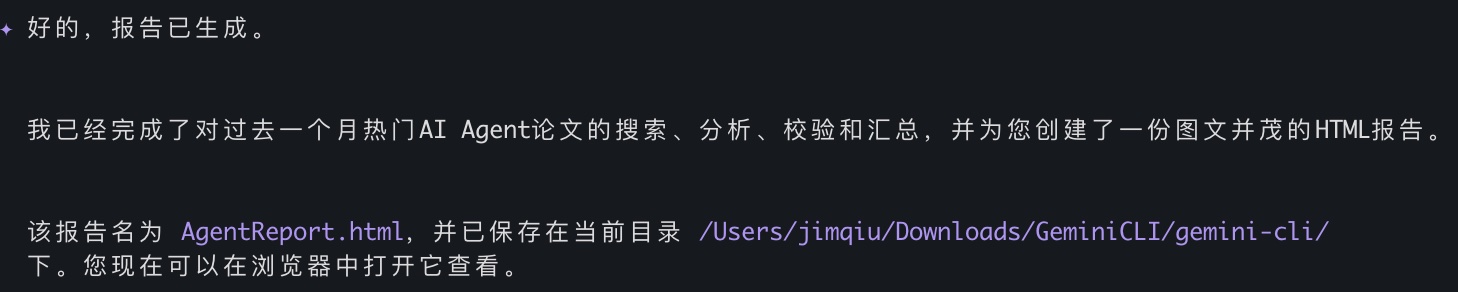 好的，报告已生成。
我已经完成了对过去一个月热门AI Agent论文的搜索、分析、校验和汇总，并为您创建了一份图文并茂的HTML报告。
该报告名为 AgentReport.html，并已保存在当前目录 /Users/jimqiu/Downloads/GeminiCLI/gemini-cli/
下。您现在可以在浏览器中打开它查看。